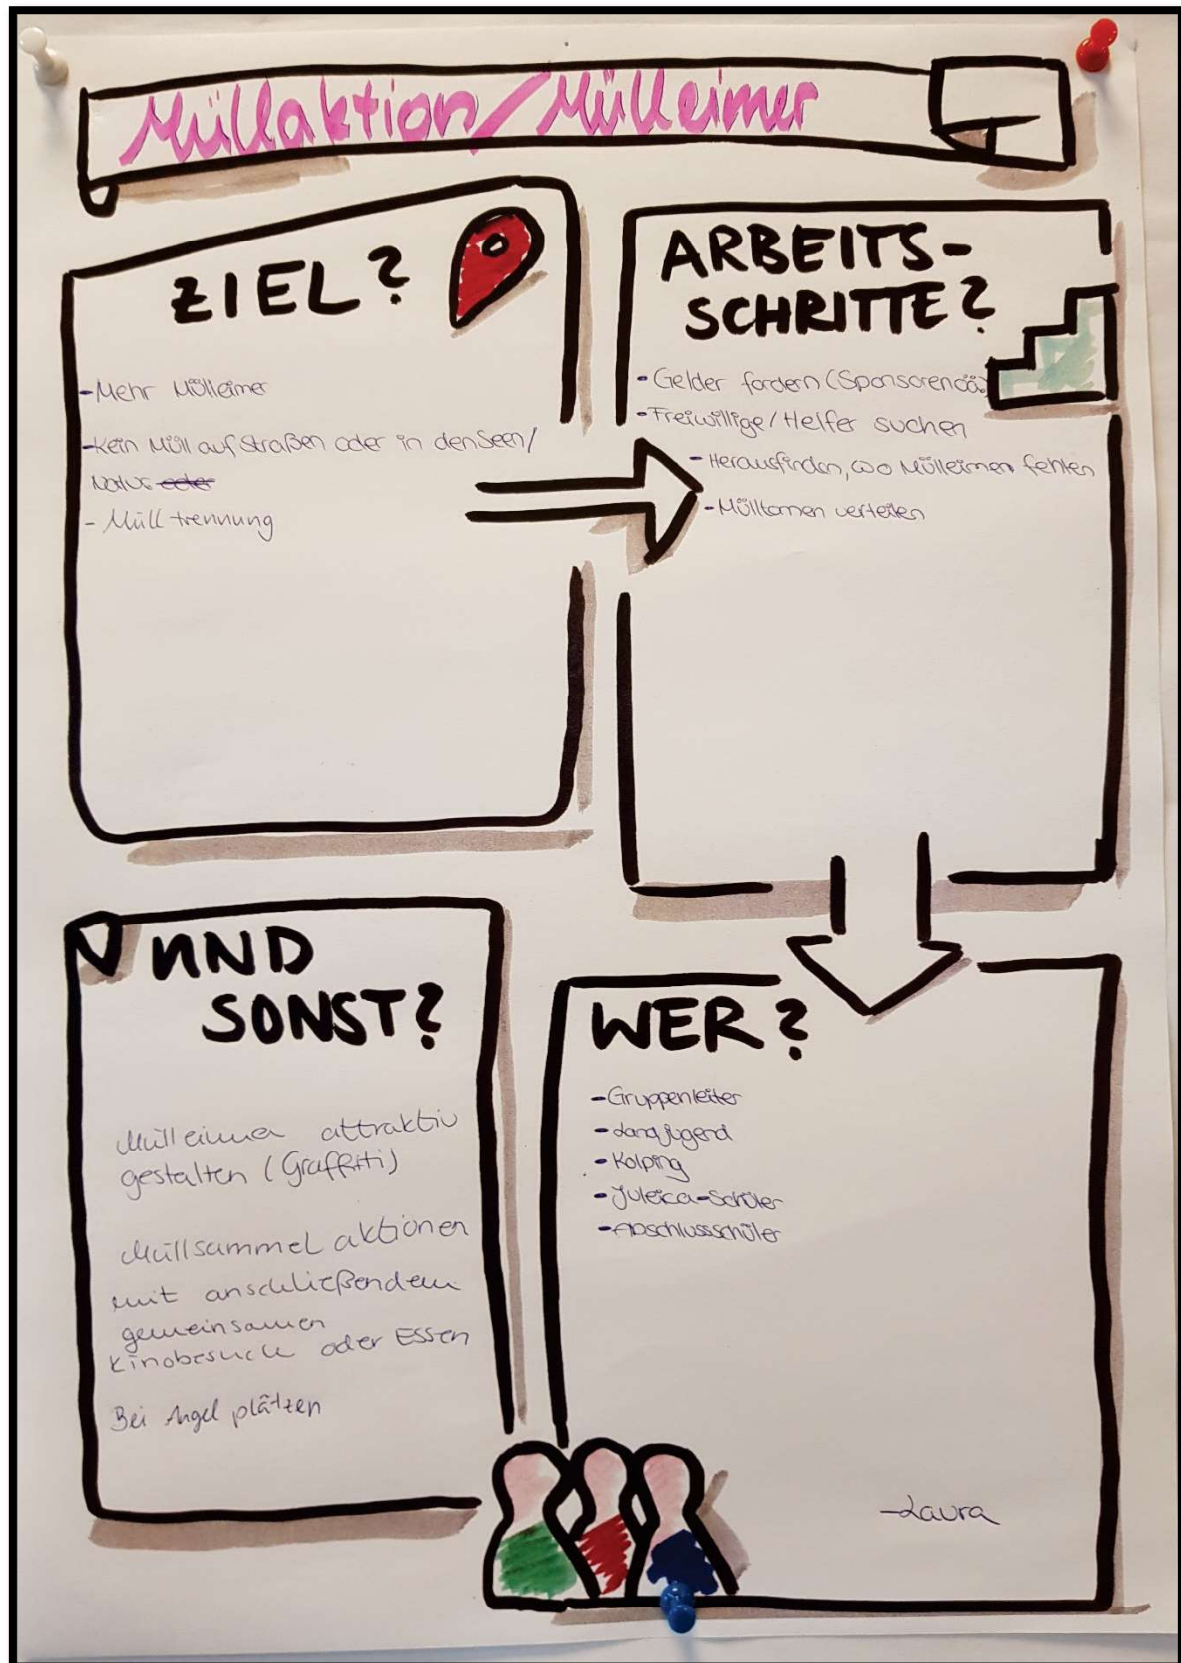 Müllaktion/Mülleimer
ZIEL?
-Mehr Mülleimer
-Kein Müll auf Straßen oder in den Seen/
Natur oder
- Mülltrennung
ARBEITS-
SCHRITTE?
-Gelder fordern (Sponsoren o.ä.)
-Freiwillige/Helfer suchen
-Herausfinden, wo Mülleimer fehlen
-Mülltonnen verteilen
UND
SONST?
Mülleimer attraktiv
gestalten (Graffiti)
Müllsammelaktionen
mit anschließendem
gemeinsamen
Kinobesuch oder Essen
Bei Angelplätzen
WER?
-Gruppenleiter
-Landjugend
-Kolping
-Juleica-Schüler
-Abschlussschüler
-Laura